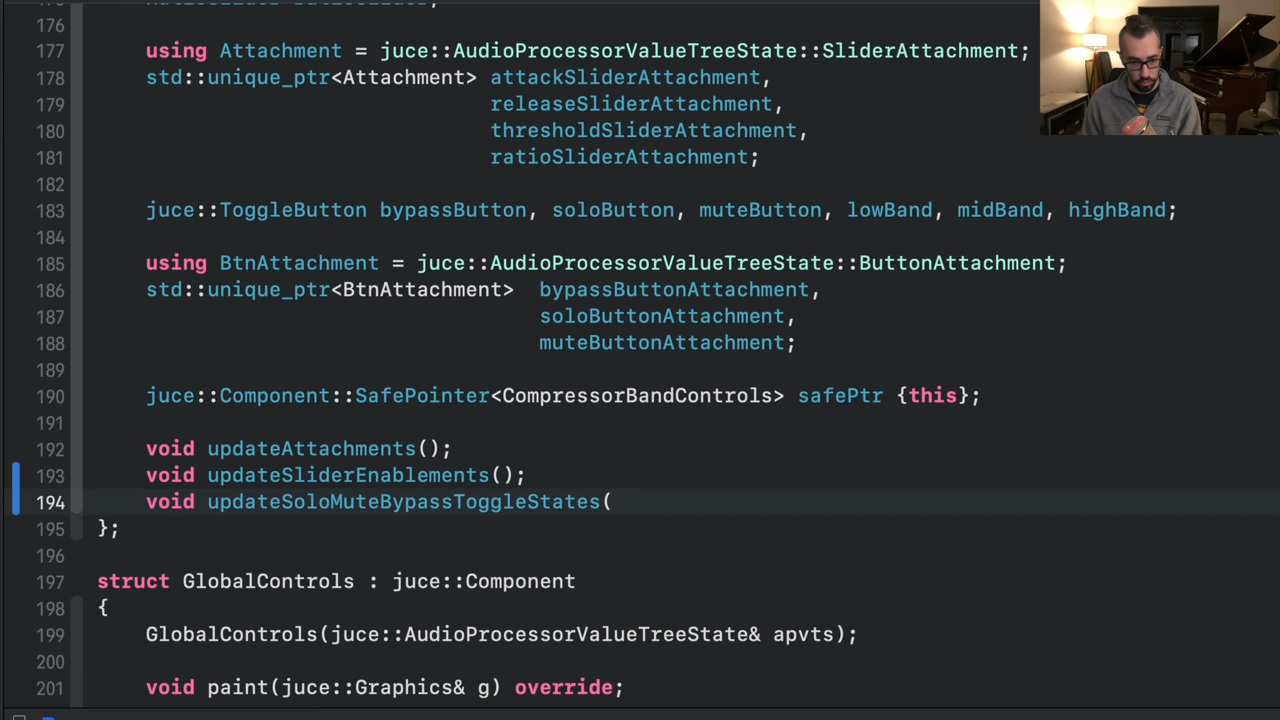 176
177 using Attachment = juce::AudioProcessorValueTreeState::SliderAttachment;
178 std::unique_ptr<Attachment> attackSliderAttachment,
179 releaseSliderAttachment,
180 thresholdSliderAttachment,
181 ratioSliderAttachment;
182
183 juce::ToggleButton bypassButton, soloButton, muteButton, lowBand, midBand, highBand;
184
185 using BtnAttachment = juce::AudioProcessorValueTreeState::ButtonAttachment;
186 std::unique_ptr<BtnAttachment> bypassButtonAttachment,
187 soloButtonAttachment,
188 muteButtonAttachment;
189
190 juce::Component::SafePointer<CompressorBandControls> safePtr {this};
191
192 void updateAttachments();
193 void updateSliderEnablements();
194 void updateSoloMuteBypassToggleStates(
195 };
196
197 struct GlobalControls : juce::Component
198 {
199 GlobalControls(juce::AudioProcessorValueTreeState& apvts);
200
201 void paint(juce::Graphics& g) override;